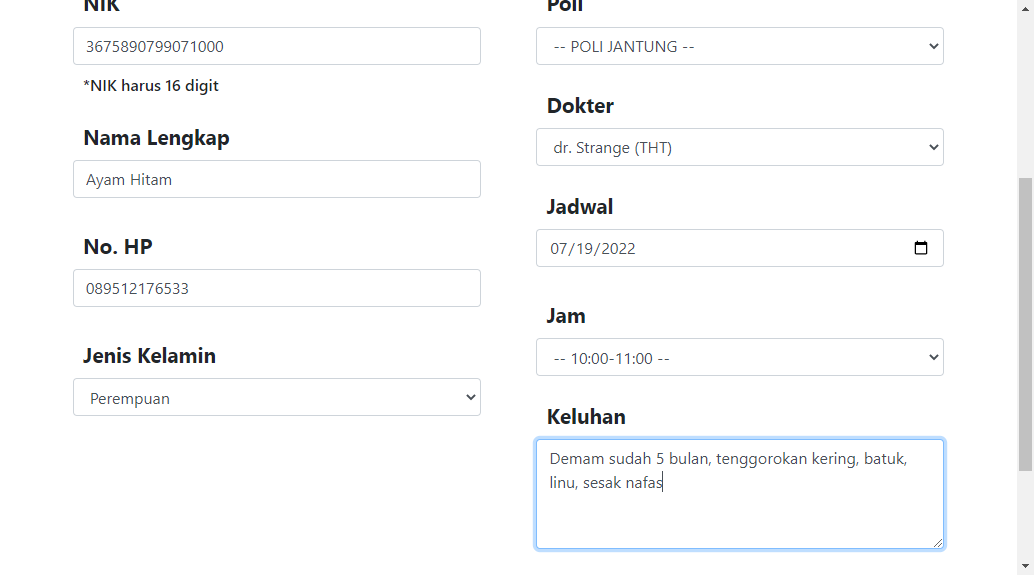 NIK
3675890799071000
*NIK harus 16 digit
Nama Lengkap
Ayam Hitam
No. HP
089512176533
Jenis Kelamin
Perempuan
Poli
-- POLI JANTUNG --
Dokter
dr. Strange (THT)
Jadwal
07/19/2022
Jam
-- 10:00-11:00 --
Keluhan
Demam sudah 5 bulan, tenggorokan kering, batuk,
linu, sesak nafas